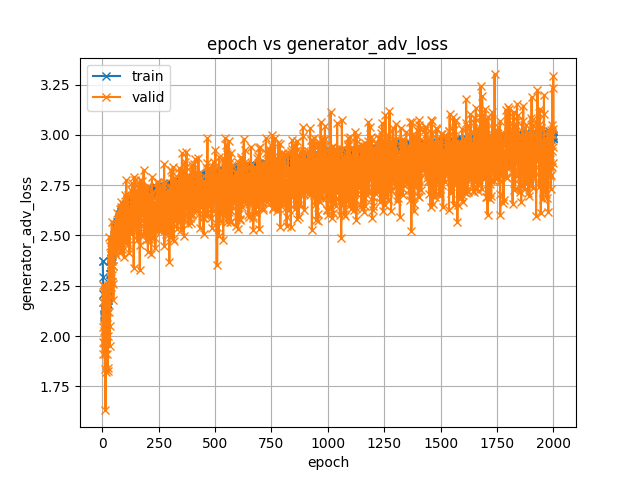 epoch vs generator_adv_loss
train
valid
generator_adv_loss
3.25
3.00
2.75
2.50
2.25
2.00
1.75
0 250 500 750 1000 1250 1500 1750 2000
epoch